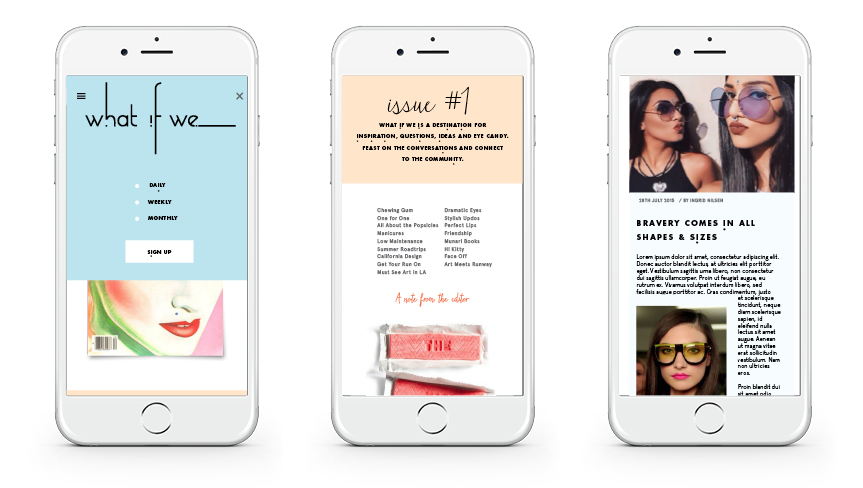 what if we___
DAILY
WEEKLY
MONTHLY
SIGN UP
issue #1
WHAT IF WE IS A DESTINATION FOR
INSPIRATION, QUESTIONS, IDEAS AND EYE CANDY.
FEAST ON THE CONVERSATIONS AND CONNECT
TO THE COMMUNITY.
Chewing Gum
One for One
All About the Popsicles
Manicures
Low Maintenance
Summer Roadtrips
California Design
Get Your Run On
Must See Art in LA
Dramatic Eyes
Stylish Updos
Perfect Lips
Friendship
Munari Books
Hi Kitty
Face Off
Art Meets Runway
A note from the editor
THE
28TH JULY 2015 / BY INGRID NILSEN
BRAVERY COMES IN ALL
SHAPES & SIZES
Lorem ipsum dolor sit amet, consectetur adipiscing elit.
Donec auctor blandit lectus, at ultricies elit porttitor
eget. Vestibulum sagittis urna libero, non consectetur
dui sagittis ullamcorper. In feugiat sem augue, eu
rutrum ex. Vivamus volutpat interdum libero, sed
facilisis augue porttitor ac. Cras condimentum, justo
et scelerisque
tincidunt, neque
diam scelerisque
sapien, id
eleifend nulla
lectus sit amet
augue. Aenean
ut magna vitae
erat sollicitudin
vestibulum. Nam
non ultricies
eros.
Proin blandit dui
sit amet odio